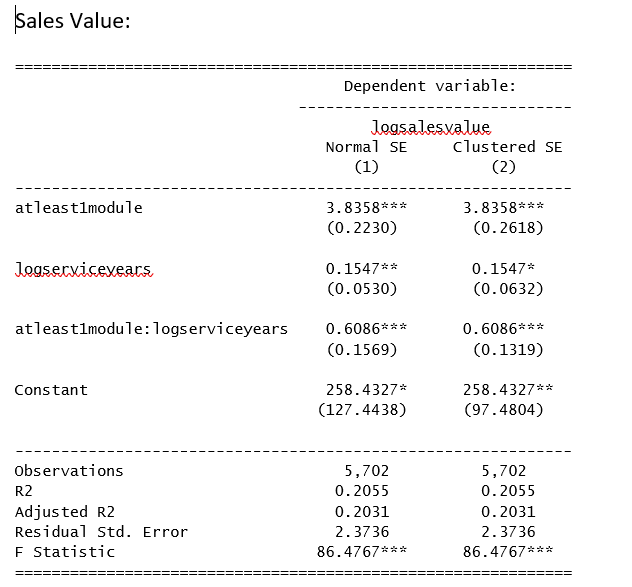 Sales Value:
=============================================================
Dependent variable:
------------------------------
logsalesvalue
Normal SE Clustered SE
(1) (2)
-------------------------------------------------------------
atleast1module 3.8358*** 3.8358***
(0.2230) (0.2618)
logserviceyears 0.1547** 0.1547*
(0.0530) (0.0632)
atleast1module:logserviceyears 0.6086*** 0.6086***
(0.1569) (0.1319)
Constant 258.4327* 258.4327**
(127.4438) (97.4804)
-------------------------------------------------------------
Observations 5,702 5,702
R2 0.2055 0.2055
Adjusted R2 0.2031 0.2031
Residual Std. Error 2.3736 2.3736
F Statistic 86.4767*** 86.4767***
=============================================================